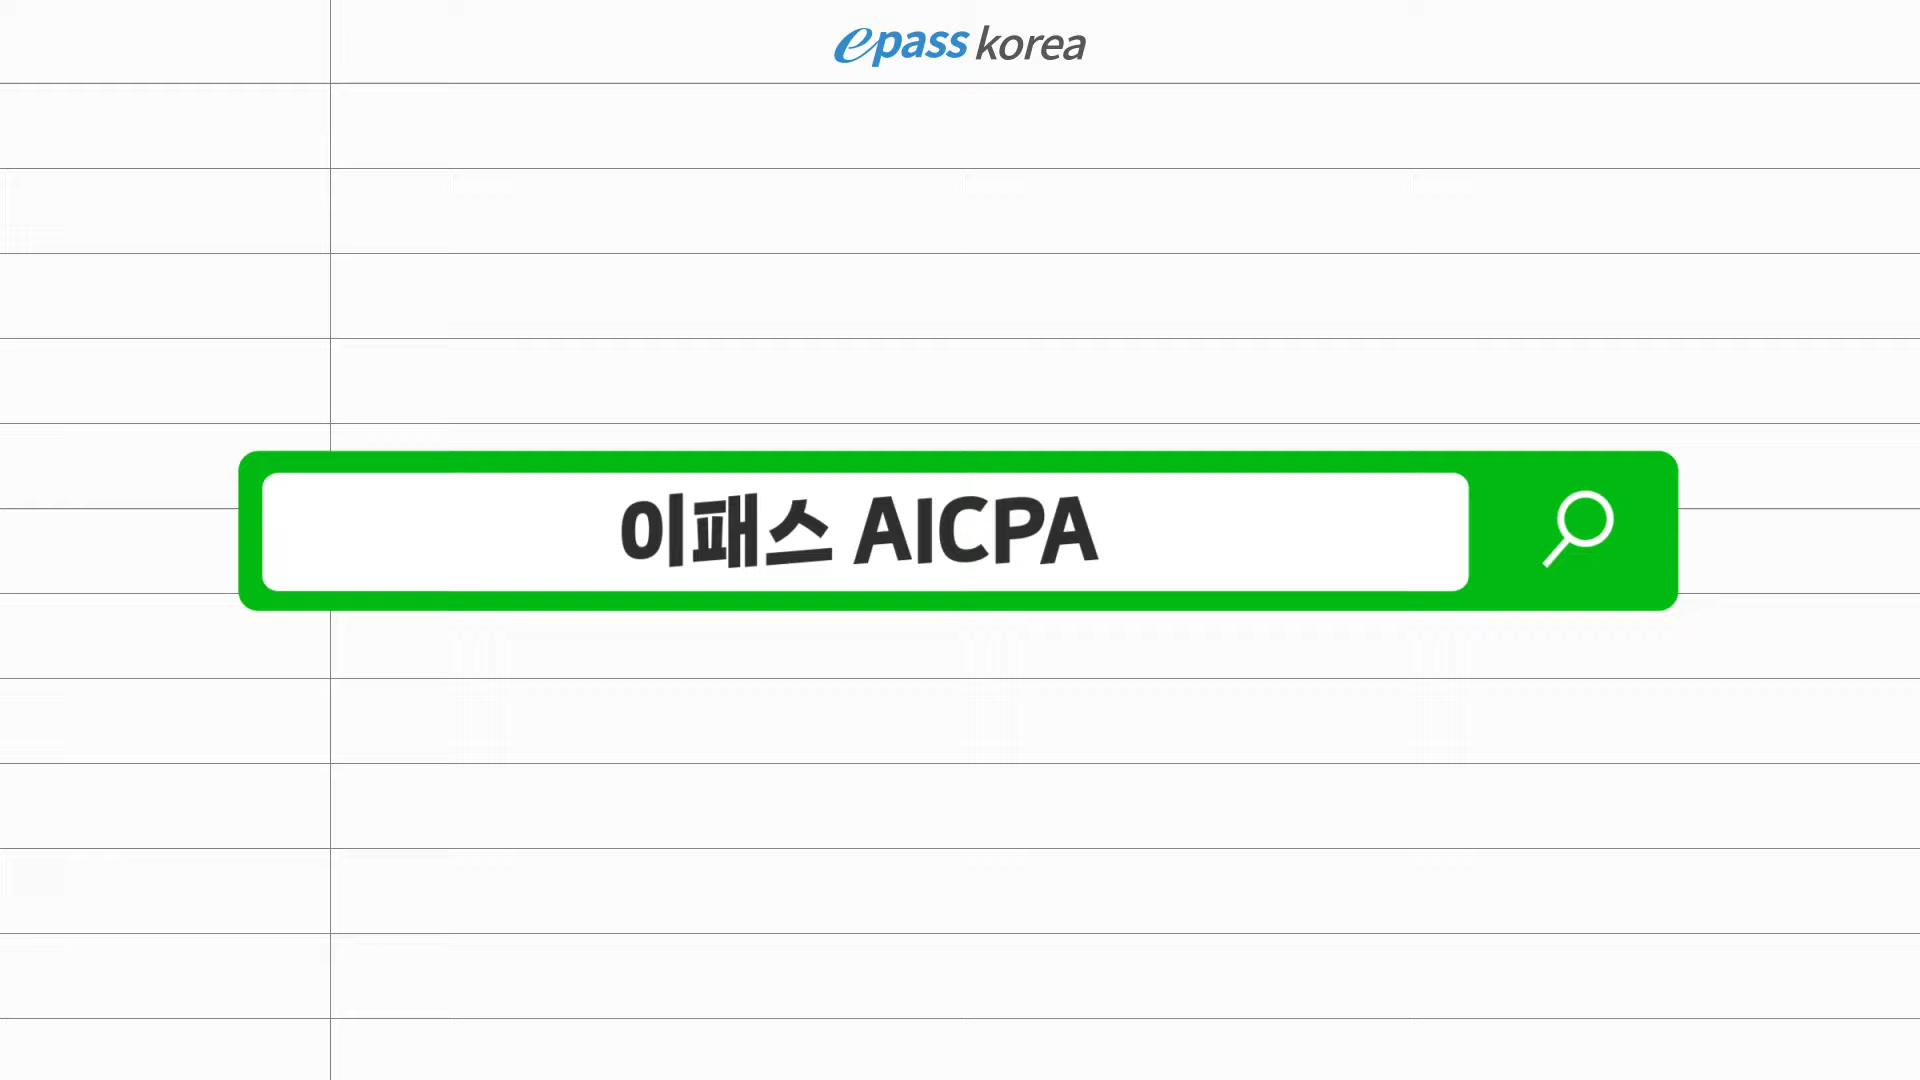 epass korea
이패스 AICPA